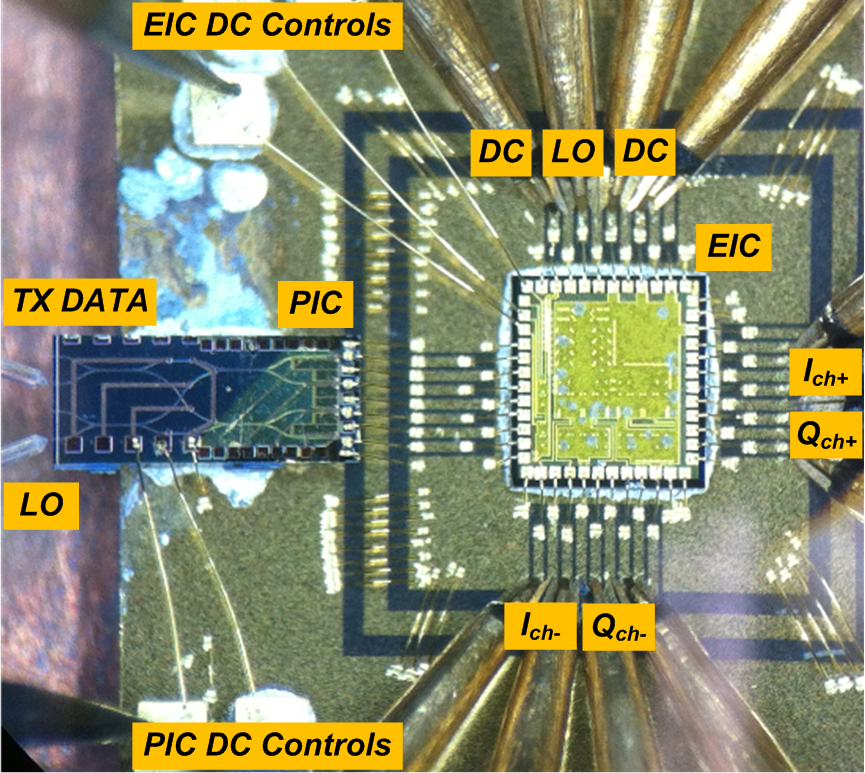 EIC DC Controls
DC
LO
DC
EIC
TX DATA
PIC
Ich+
Qch+
LO
Ich-
Qch-
PIC DC Controls